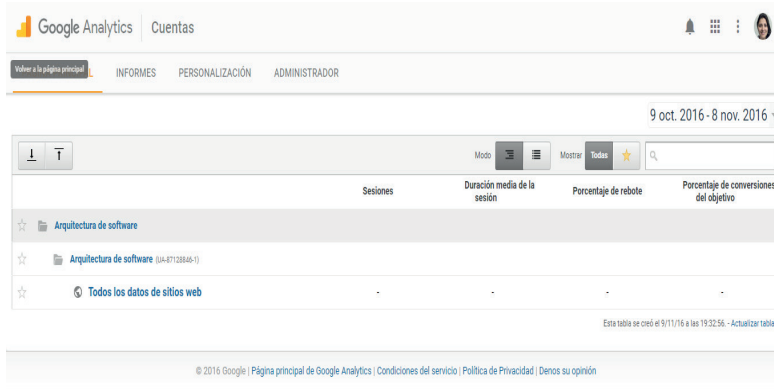 Google Analytics Cuentas
Volver a la página principal L INFORMES PERSONALIZACIÓN ADMINISTRADOR
9 oct. 2016 - 8 nov. 2016
Modo Mostrar Todas
Sesiones Duración media de la sesión Porcentaje de rebote Porcentaje de conversiones del objetivo
Arquitectura de software
Arquitectura de software (UA-87128846-1)
Todos los datos de sitios web - - - -
Esta tabla se creó el 9/11/16 a las 19:32:56. - Actualizar tabla
© 2016 Google | Página principal de Google Analytics | Condiciones del servicio | Política de Privacidad | Denos su opinión